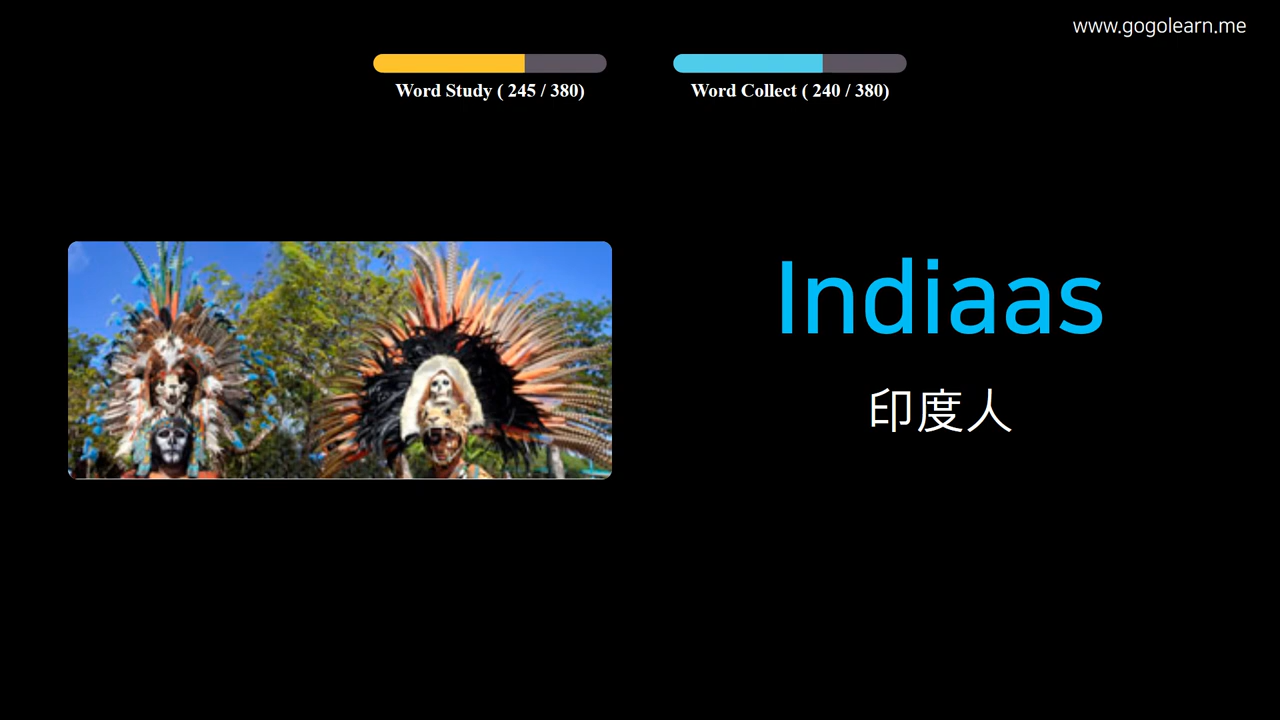 www.gogolearn.me
Word Study ( 245 / 380)
Word Collect ( 240 / 380)
Indiaas
印度人